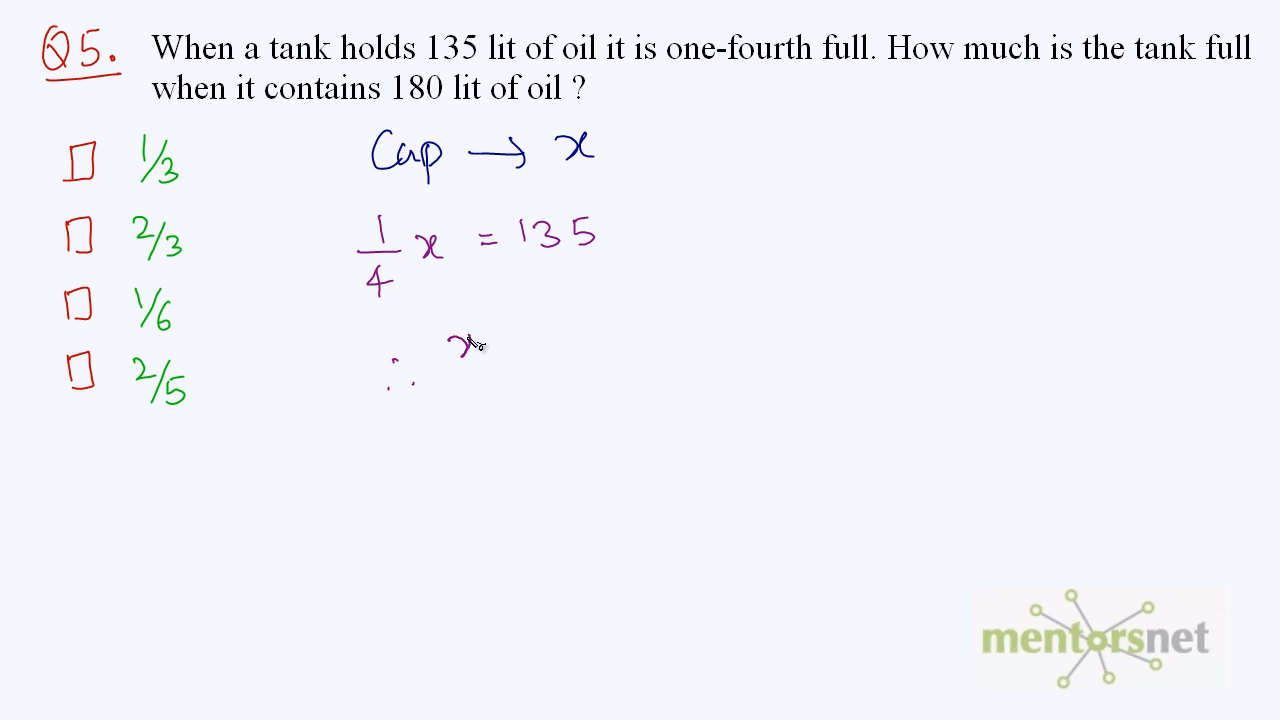 Q5. When a tank holds 135 lit of oil it is one-fourth full. How much is the tank full
when it contains 180 lit of oil ?
1/3
2/3
1/6
2/5
Cap → x
1/4 x = 135
∴ x
mentorsnet